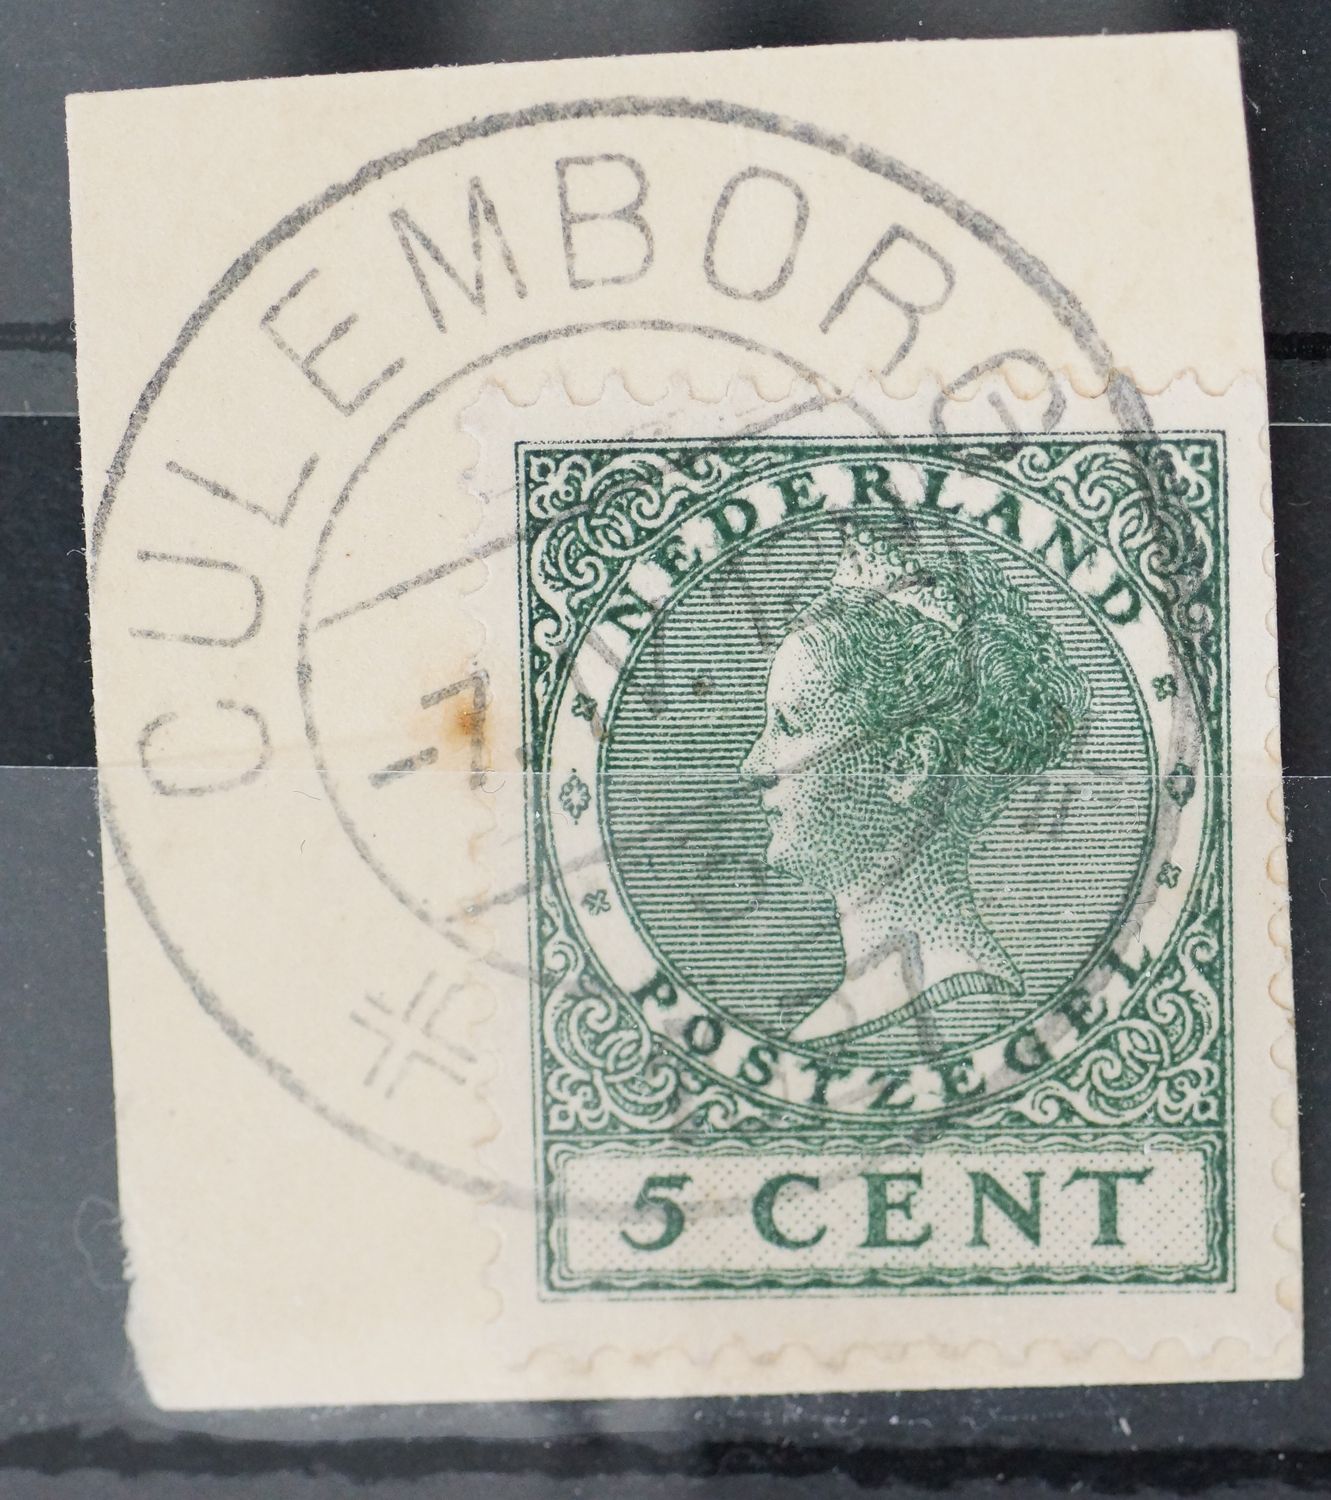 CULEMBORG
NEDERLAND
POSTZEGEL
5 CENT